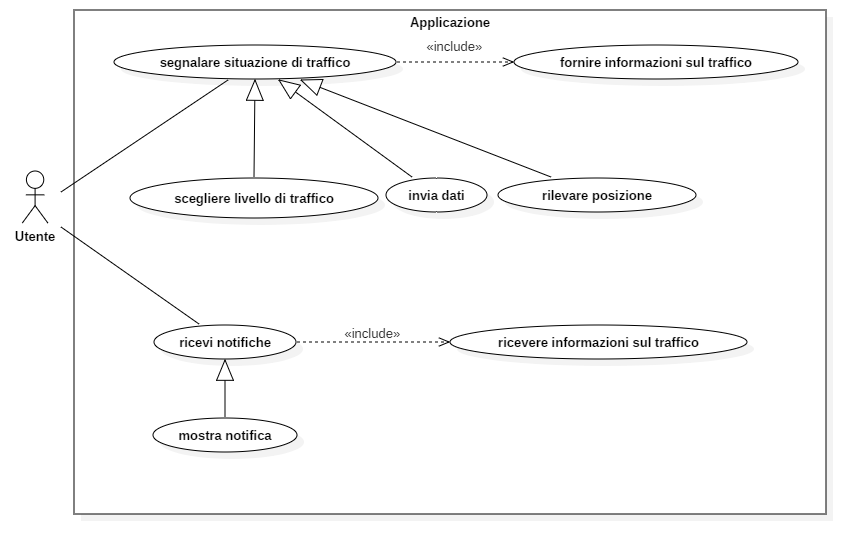 Applicazione
segnalare situazione di traffico
«include»
fornire informazioni sul traffico
scegliere livello di traffico
invia dati
rilevare posizione
Utente
ricevi notifiche
«include»
ricevere informazioni sul traffico
mostra notifica